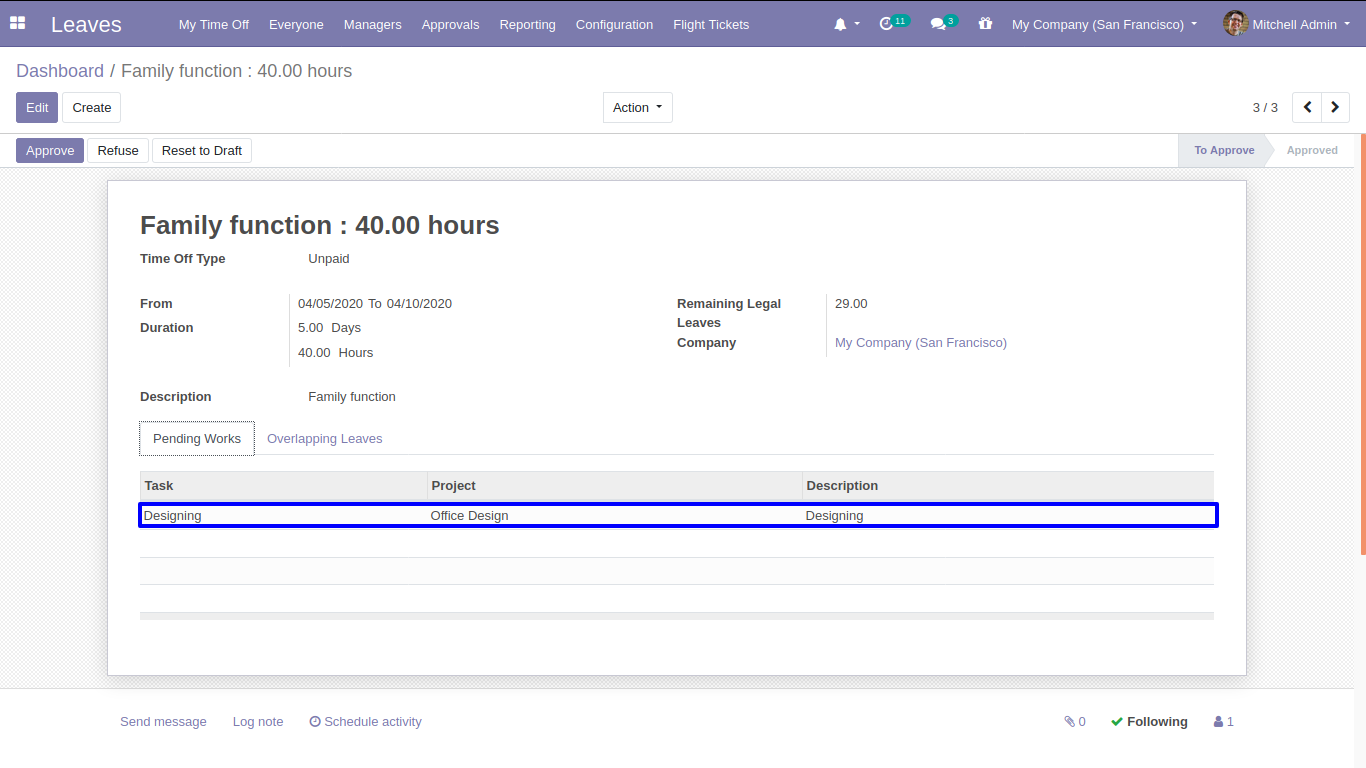 Leaves My Time Off Everyone Managers Approvals Reporting Configuration Flight Tickets 11 3 My Company (San Francisco) Mitchell Admin
Dashboard / Family function : 40.00 hours
Edit Create Action 3 / 3
Approve Refuse Reset to Draft To Approve Approved
Family function : 40.00 hours
Time Off Type Unpaid
From 04/05/2020 To 04/10/2020
Duration 5.00 Days
40.00 Hours
Remaining Legal Leaves 29.00
Company My Company (San Francisco)
Description Family function
Pending Works Overlapping Leaves
Task Project Description
Designing Office Design Designing
Send message Log note Schedule activity 0 Following 1